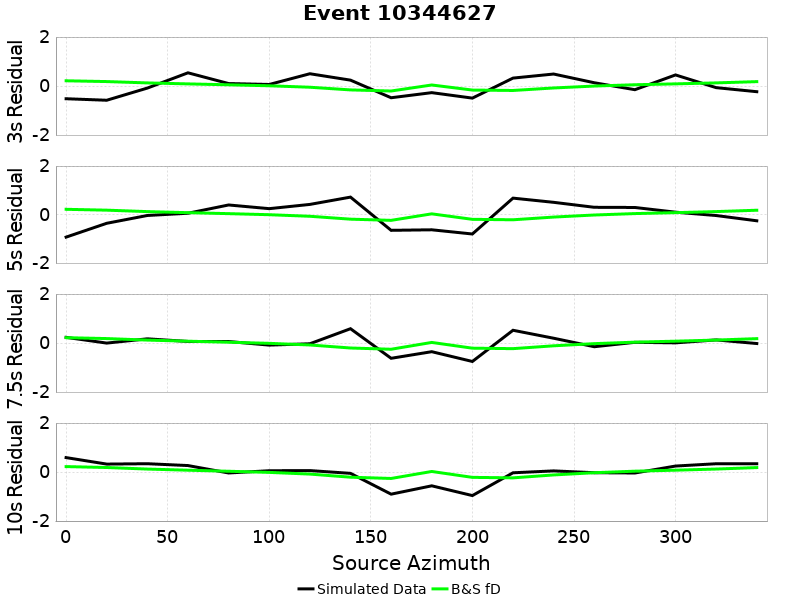 Event 10344627
3s Residual
2
0
-2
5s Residual
2
0
-2
7.5s Residual
2
0
-2
10s Residual
2
0
-2
0 50 100 150 200 250 300
Source Azimuth
Simulated Data B&S fD